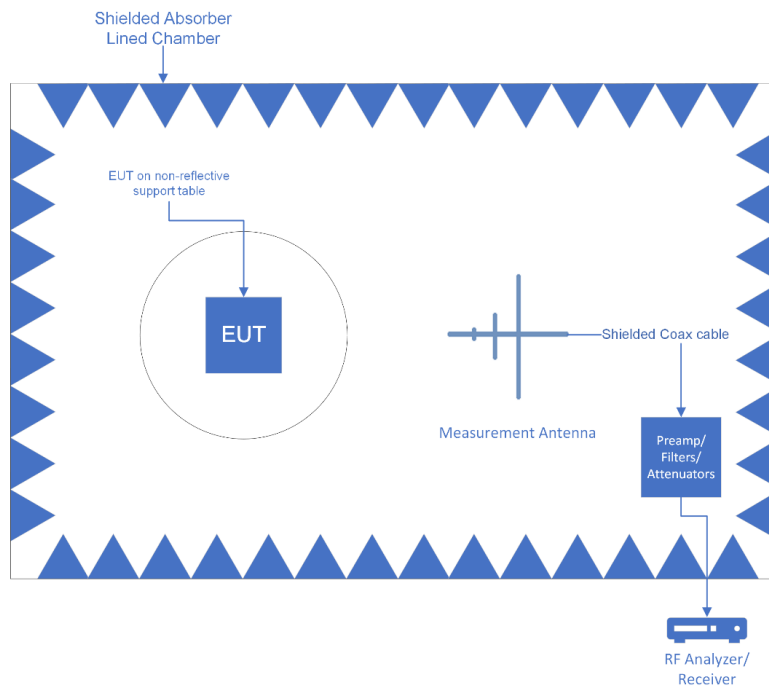 Shielded Absorber
Lined Chamber
EUT on non-reflective
support table
EUT
Shielded Coax cable
Measurement Antenna
Preamp/
Filters/
Attenuators
RF Analyzer/
Receiver